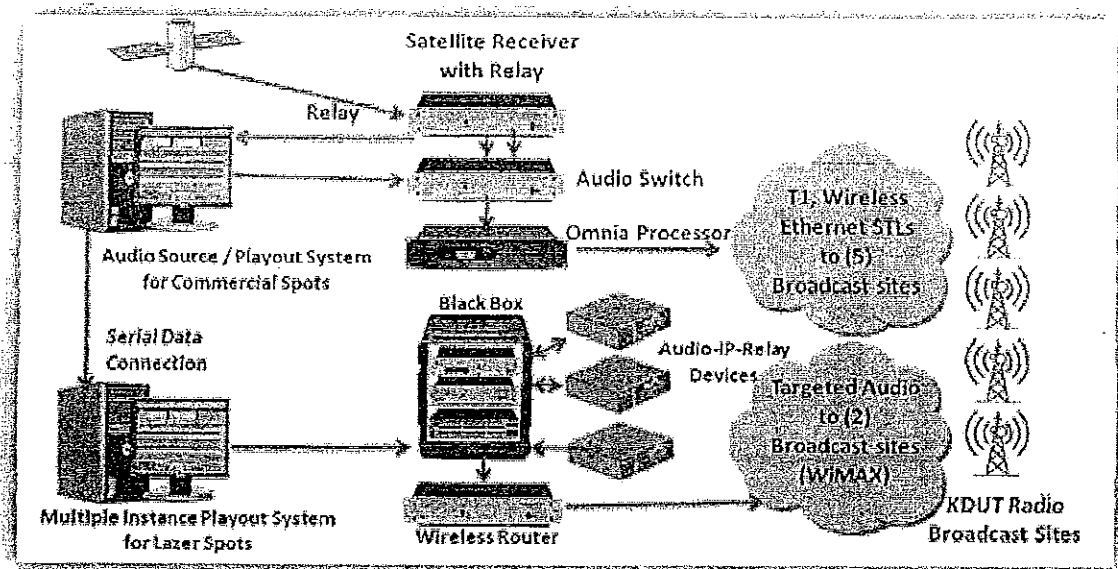 Satellite Receiver
with Relay
Relay
Audio Switch
Omnia Processor
T1, Wireless
Ethernet STLs
to (5)
Broadcast sites
Audio Source / Playout System
for Commercial Spots
Black Box
Serial Data
Connection
Audio-IP-Relay
Devices
Targeted Audio
to (2)
Broadcast sites
(WiMAX)
Multiple Instance Playout System
for Lazer Spots
Wireless Router
KDUT Radio
Broadcast Sites